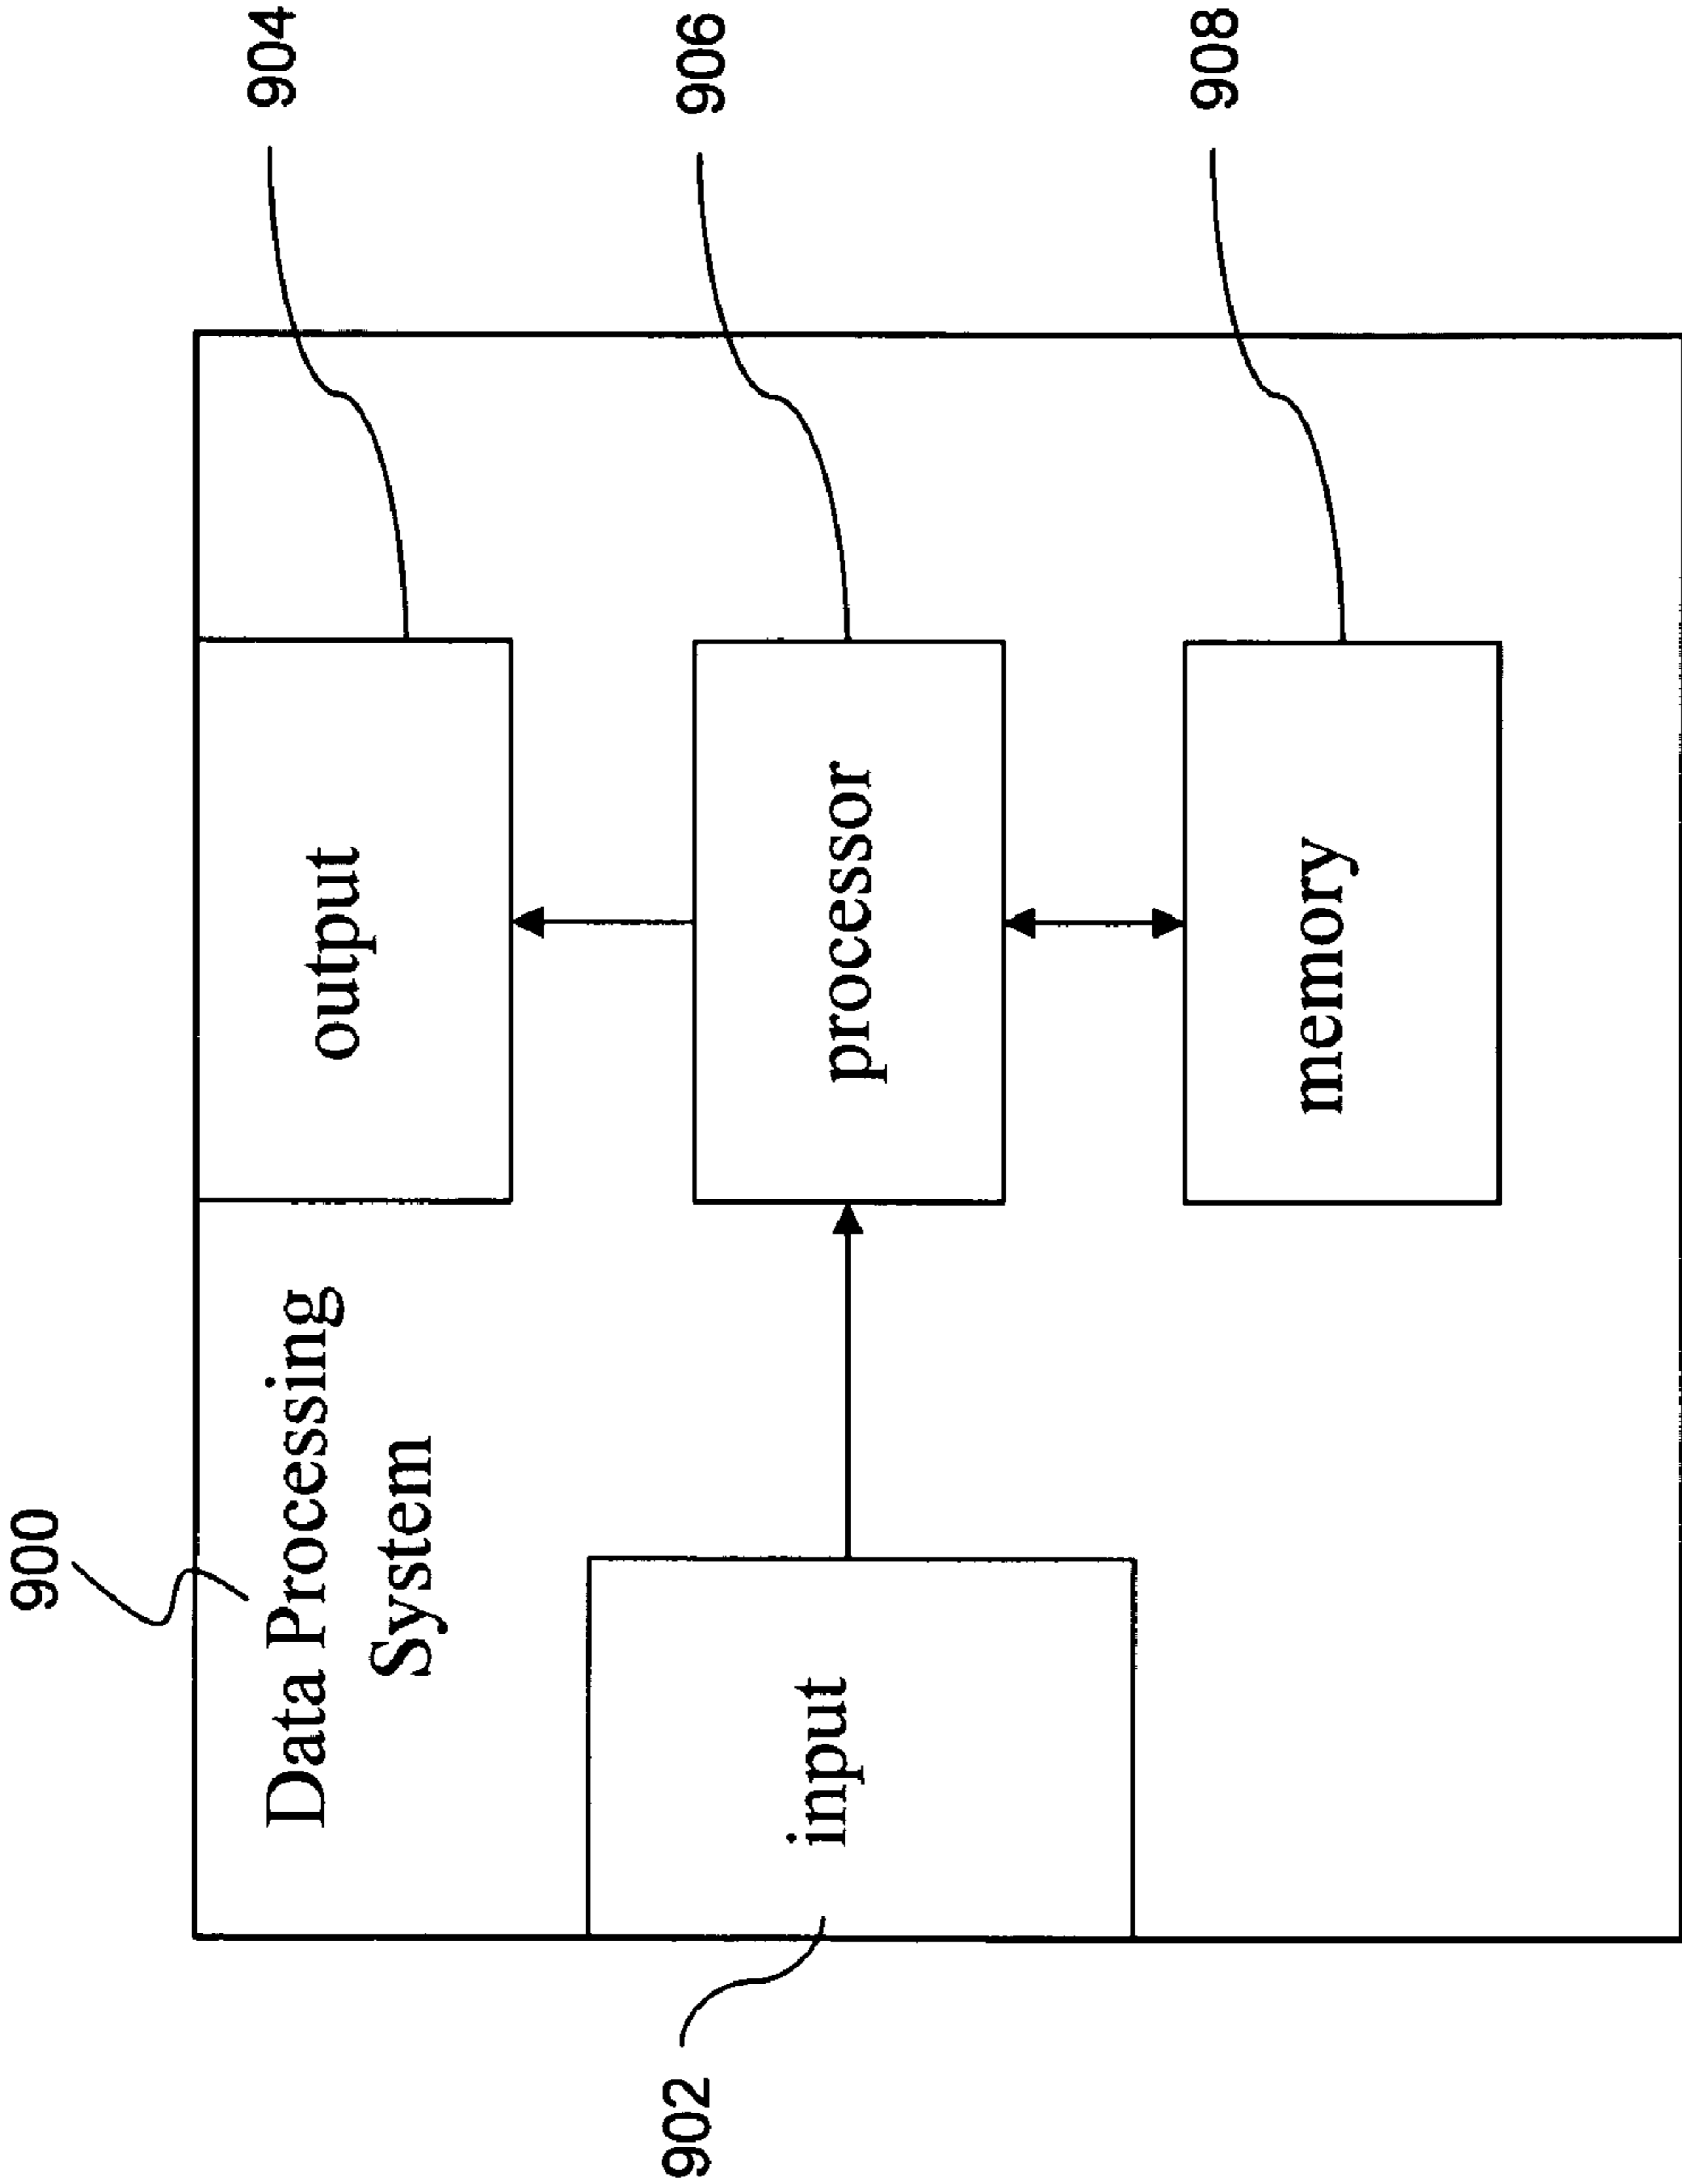 900
Data Processing
System
902
input
output
904
processor
906
memory
908